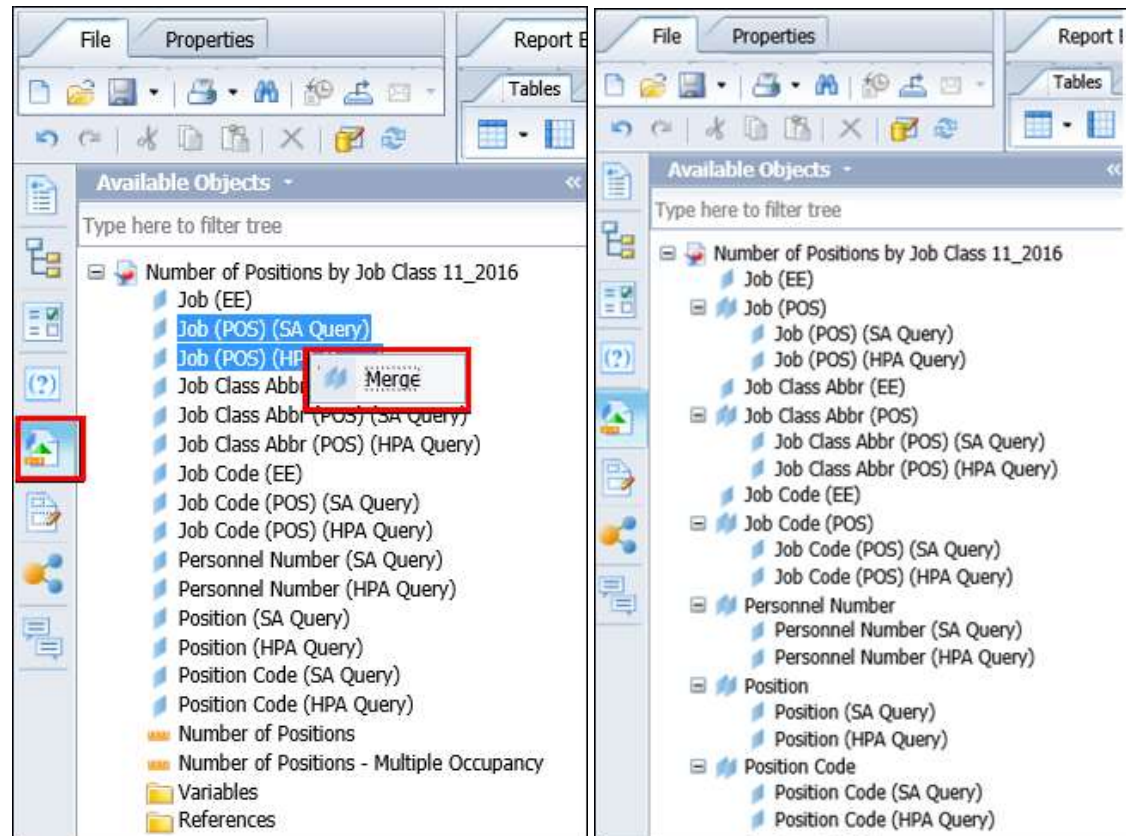 File
Properties
Report E
Tables
Available Objects
Type here to filter tree
Number of Positions by Job Class 11_2016
Job (EE)
Job (POS) (SA Query)
Job (POS) (HP
Merge
Job Class Abbr
Job Class Abbr (POS) (SA Query)
Job Class Abbr (POS) (HPA Query)
Job Code (EE)
Job Code (POS) (SA Query)
Job Code (POS) (HPA Query)
Personnel Number (SA Query)
Personnel Number (HPA Query)
Position (SA Query)
Position (HPA Query)
Position Code (SA Query)
Position Code (HPA Query)
Number of Positions
Number of Positions - Multiple Occupancy
Variables
References
File
Properties
Report
Tables
Available Objects
Type here to filter tree
Number of Positions by Job Class 11_2016
Job (EE)
Job (POS)
Job (POS) (SA Query)
Job (POS) (HPA Query)
Job Class Abbr (EE)
Job Class Abbr (POS)
Job Class Abbr (POS) (SA Query)
Job Class Abbr (POS) (HPA Query)
Job Code (EE)
Job Code (POS)
Job Code (POS) (SA Query)
Job Code (POS) (HPA Query)
Personnel Number
Personnel Number (SA Query)
Personnel Number (HPA Query)
Position
Position (SA Query)
Position (HPA Query)
Position Code
Position Code (SA Query)
Position Code (HPA Query)